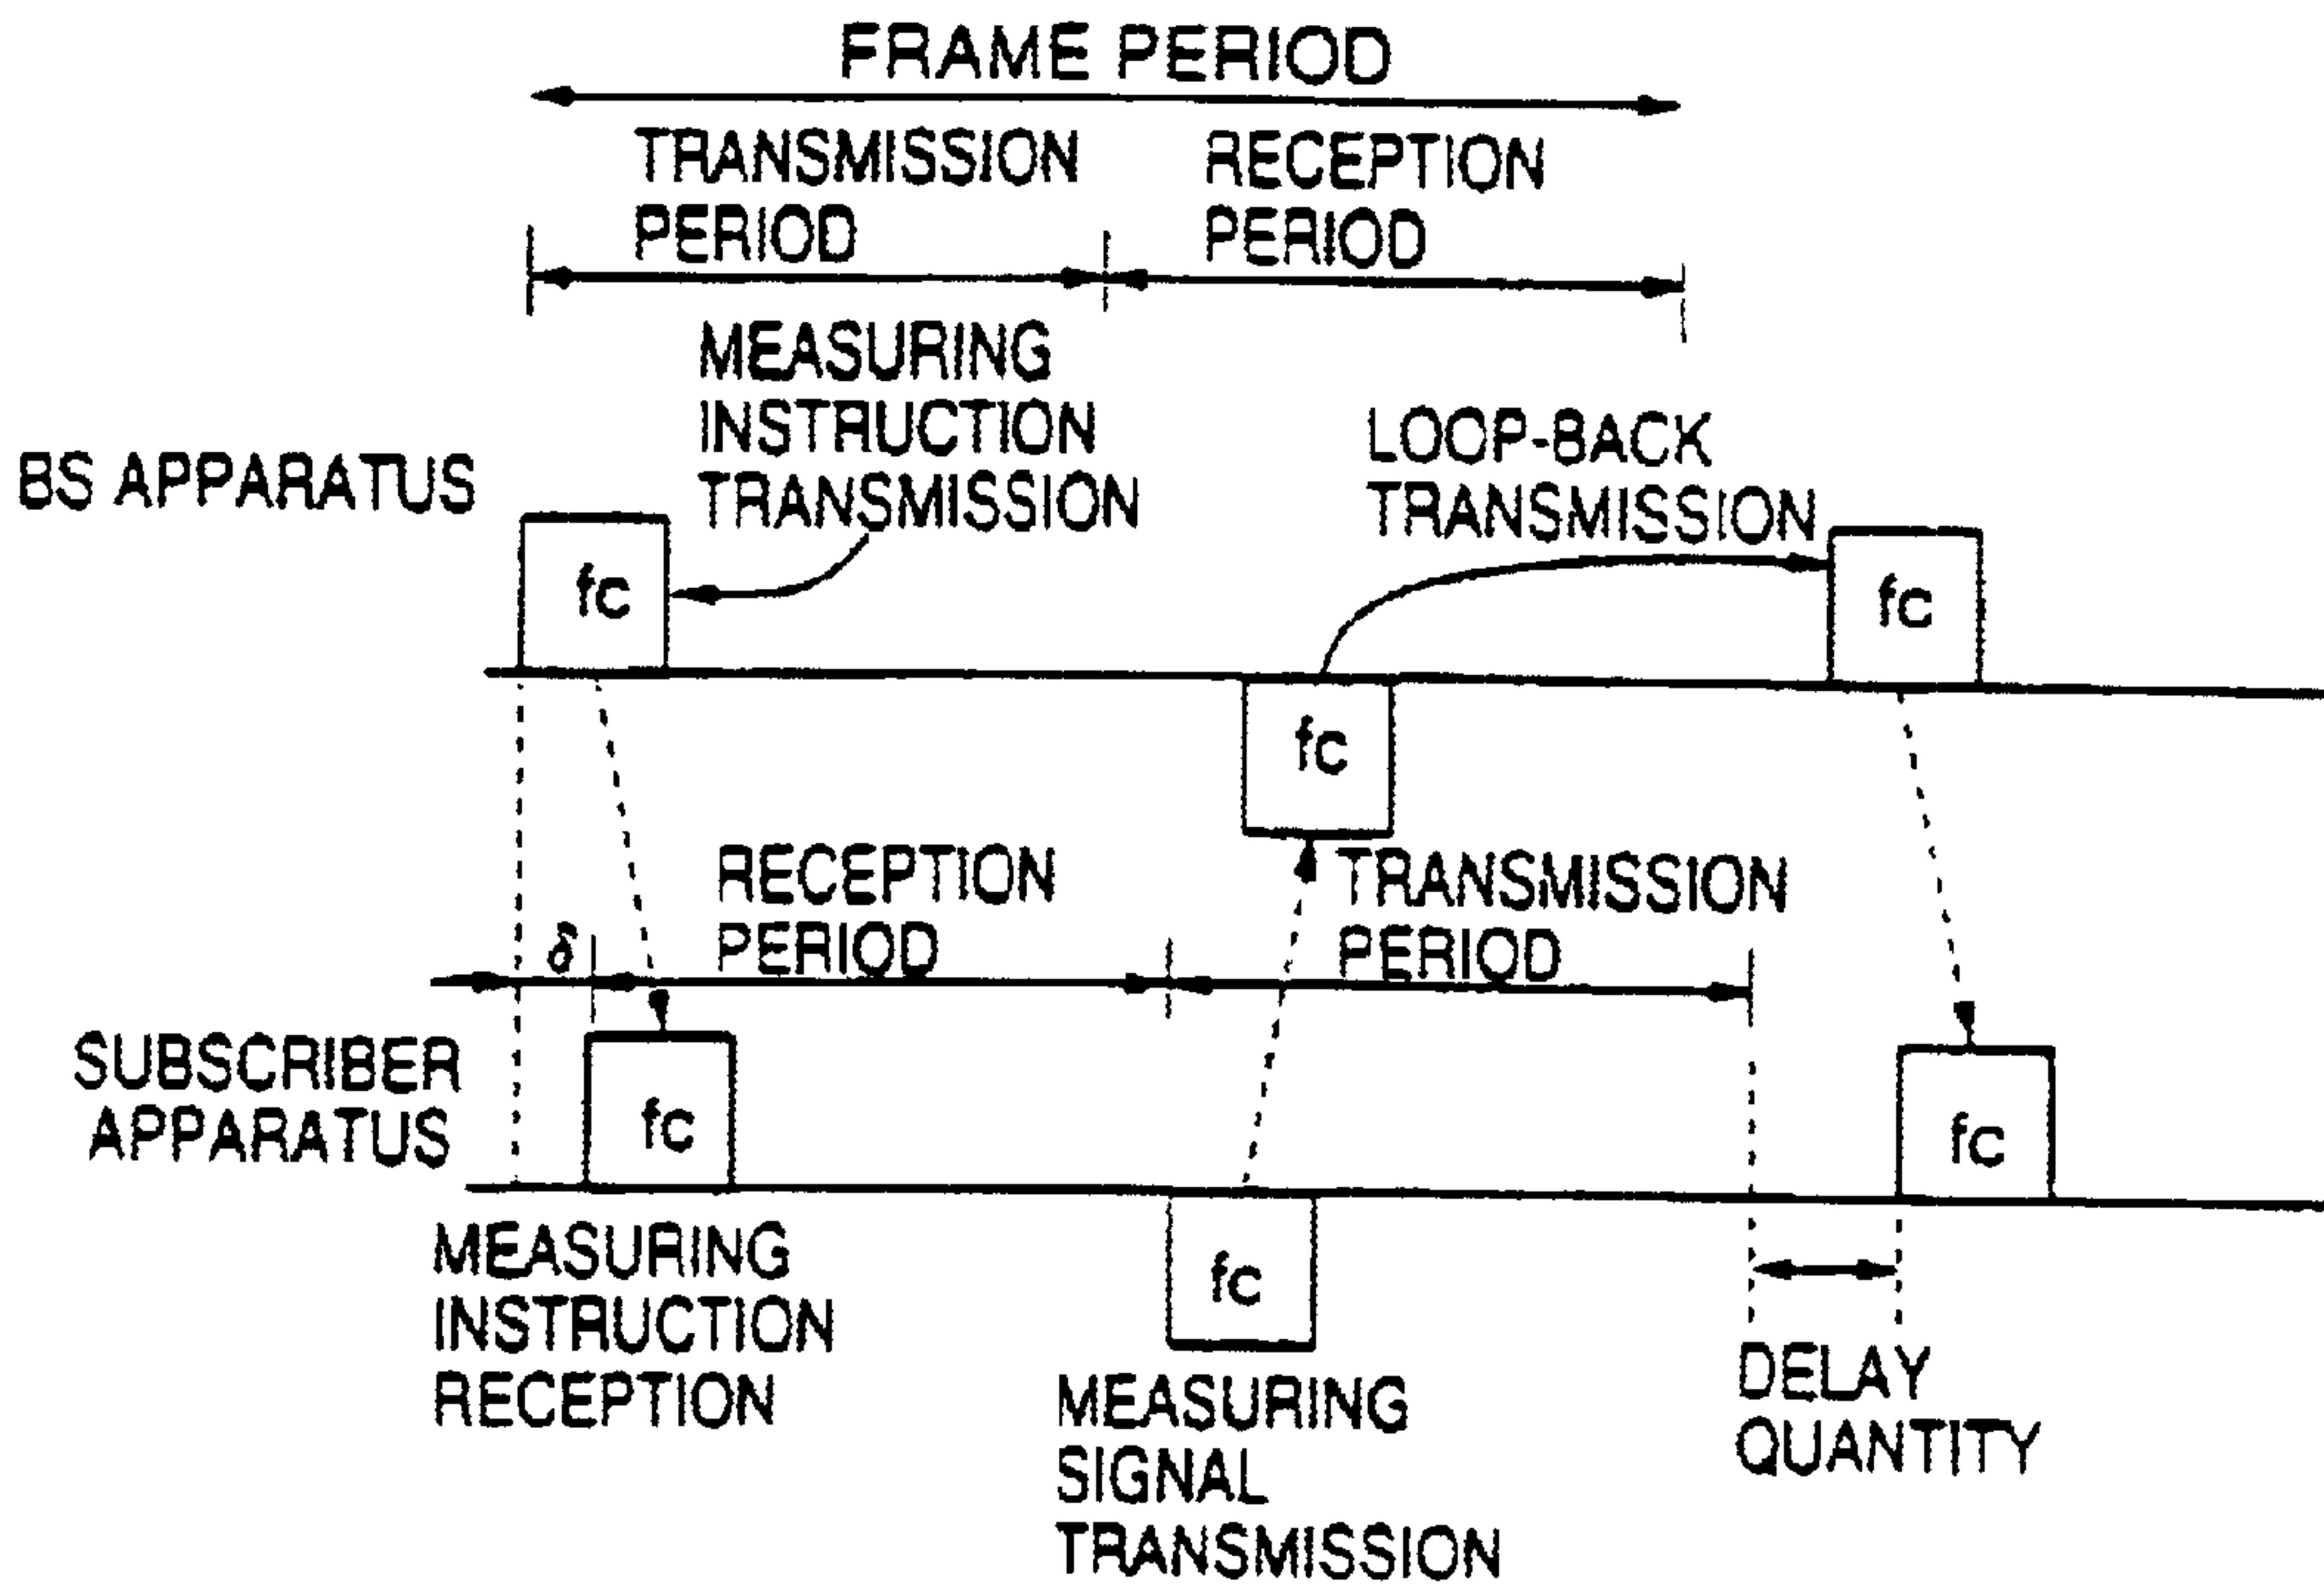 FRAME PERIOD
TRANSMISSION
PERIOD
RECEPTION
PERIOD
MEASURING
INSTRUCTION
TRANSMISSION
LOOP-BACK
TRANSMISSION
BS APPARATUS
fc
fc
fc
RECEPTION
PERIOD
TRANSMISSION
PERIOD
δ
SUBSCRIBER
APPARATUS
fc
fc
fc
MEASURING
INSTRUCTION
RECEPTION
MEASURING
SIGNAL
TRANSMISSION
DELAY
QUANTITY